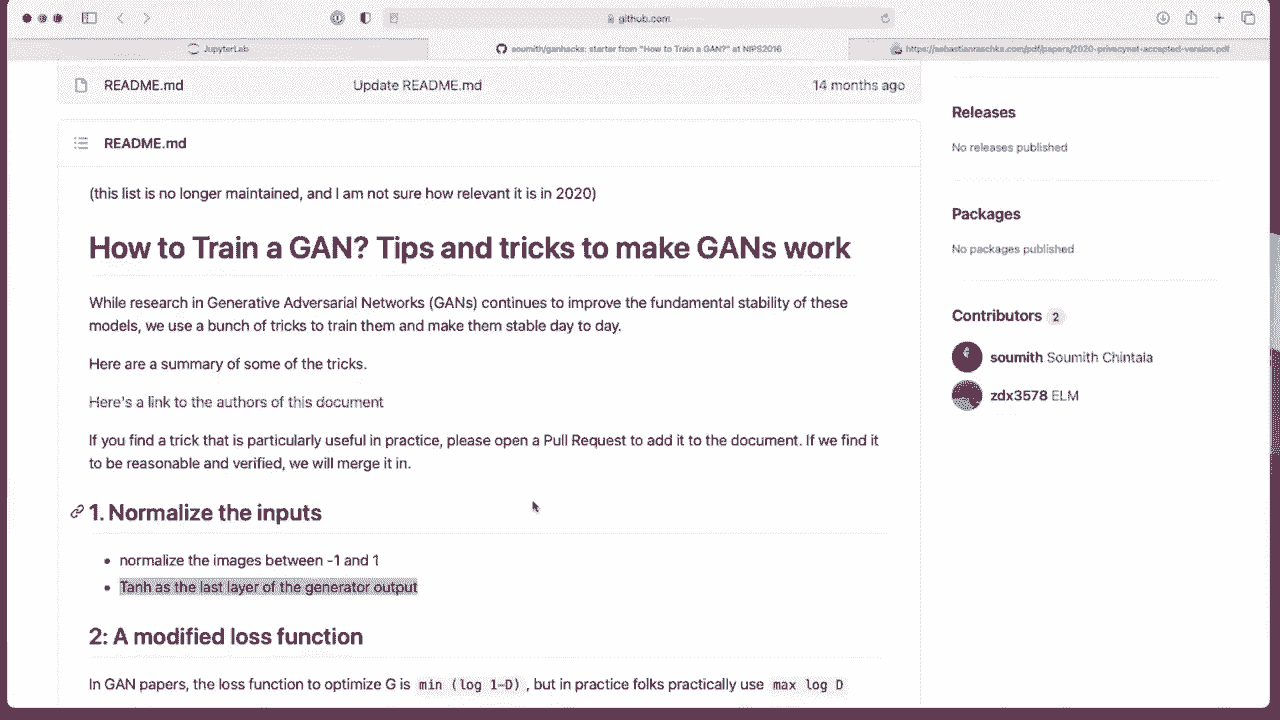 github.com
JupyterLab
soumith/ganhacks: starter from "How to Train a GAN?" at NIPS2016
https://sebastianraschka.com/pdf/papers/2020-privacynet-accepted-version.pdf
README.md Update README.md 14 months ago
README.md
(this list is no longer maintained, and I am not sure how relevant it is in 2020)
How to Train a GAN? Tips and tricks to make GANs work
While research in Generative Adversarial Networks (GANs) continues to improve the fundamental stability of these
models, we use a bunch of tricks to train them and make them stable day to day.
Here are a summary of some of the tricks.
Here's a link to the authors of this document
If you find a trick that is particularly useful in practice, please open a Pull Request to add it to the document. If we find it
to be reasonable and verified, we will merge it in.
1. Normalize the inputs
normalize the images between -1 and 1
Tanh as the last layer of the generator output
2: A modified loss function
In GAN papers, the loss function to optimize G is min (log 1-D) , but in practice folks practically use max log D
Releases
No releases published
Packages
No packages published
Contributors 2
soumith Soumith Chintala
zdx3578 ELM